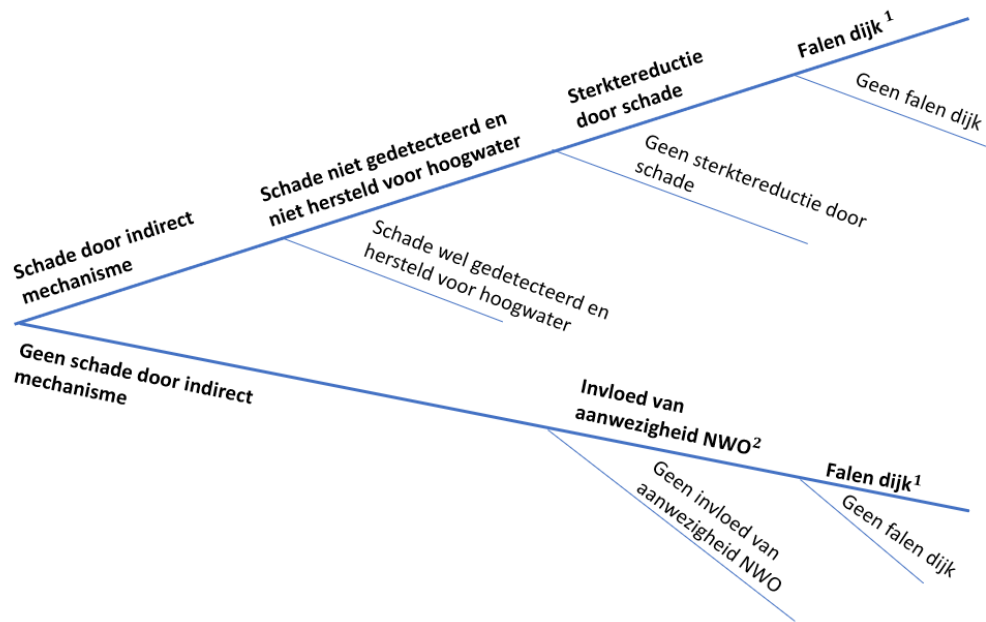 Falen dijk ¹
Geen falen dijk
Sterktereductie
door schade
Geen sterktereductie door
schade
Schade niet gedetecteerd en
niet hersteld voor hoogwater
Schade wel gedetecteerd en
hersteld voor hoogwater
Schade door indirect
mechanisme
Geen schade door indirect
mechanisme
Invloed van
aanwezigheid NWO²
Geen invloed van
aanwezigheid NWO
Falen dijk¹
Geen falen dijk